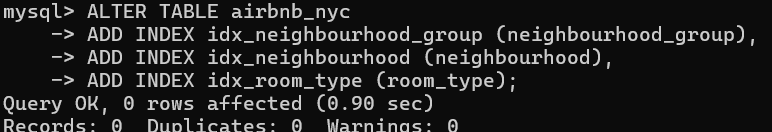 mysql> ALTER TABLE airbnb_nyc
    -> ADD INDEX idx_neighbourhood_group (neighbourhood_group),
    -> ADD INDEX idx_neighbourhood (neighbourhood),
    -> ADD INDEX idx_room_type (room_type);
Query OK, 0 rows affected (0.90 sec)
Records: 0  Duplicates: 0  Warnings: 0